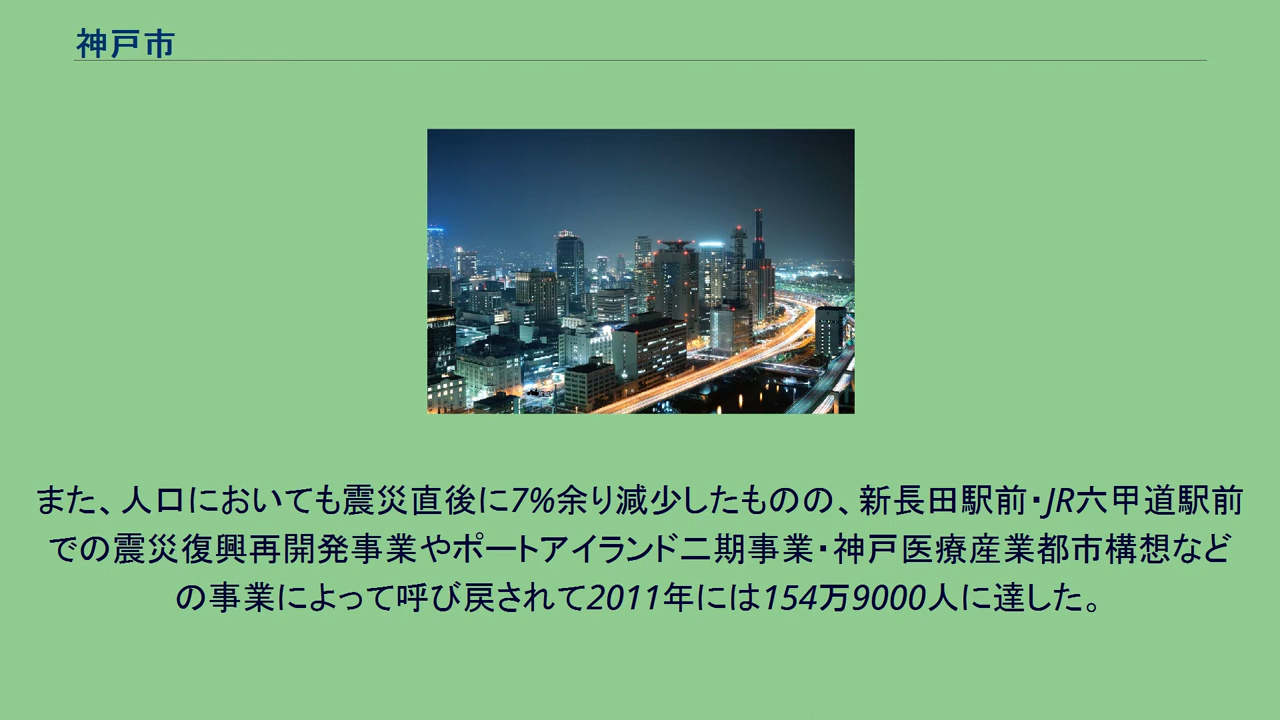 神戸市
また、人口においても震災直後に7%余り減少したものの、新長田駅前・JR六甲道駅前
での震災復興再開発事業やポートアイランド二期事業・神戸医療産業都市構想など
の事業によって呼び戻されて2011年には154万9000人に達した。